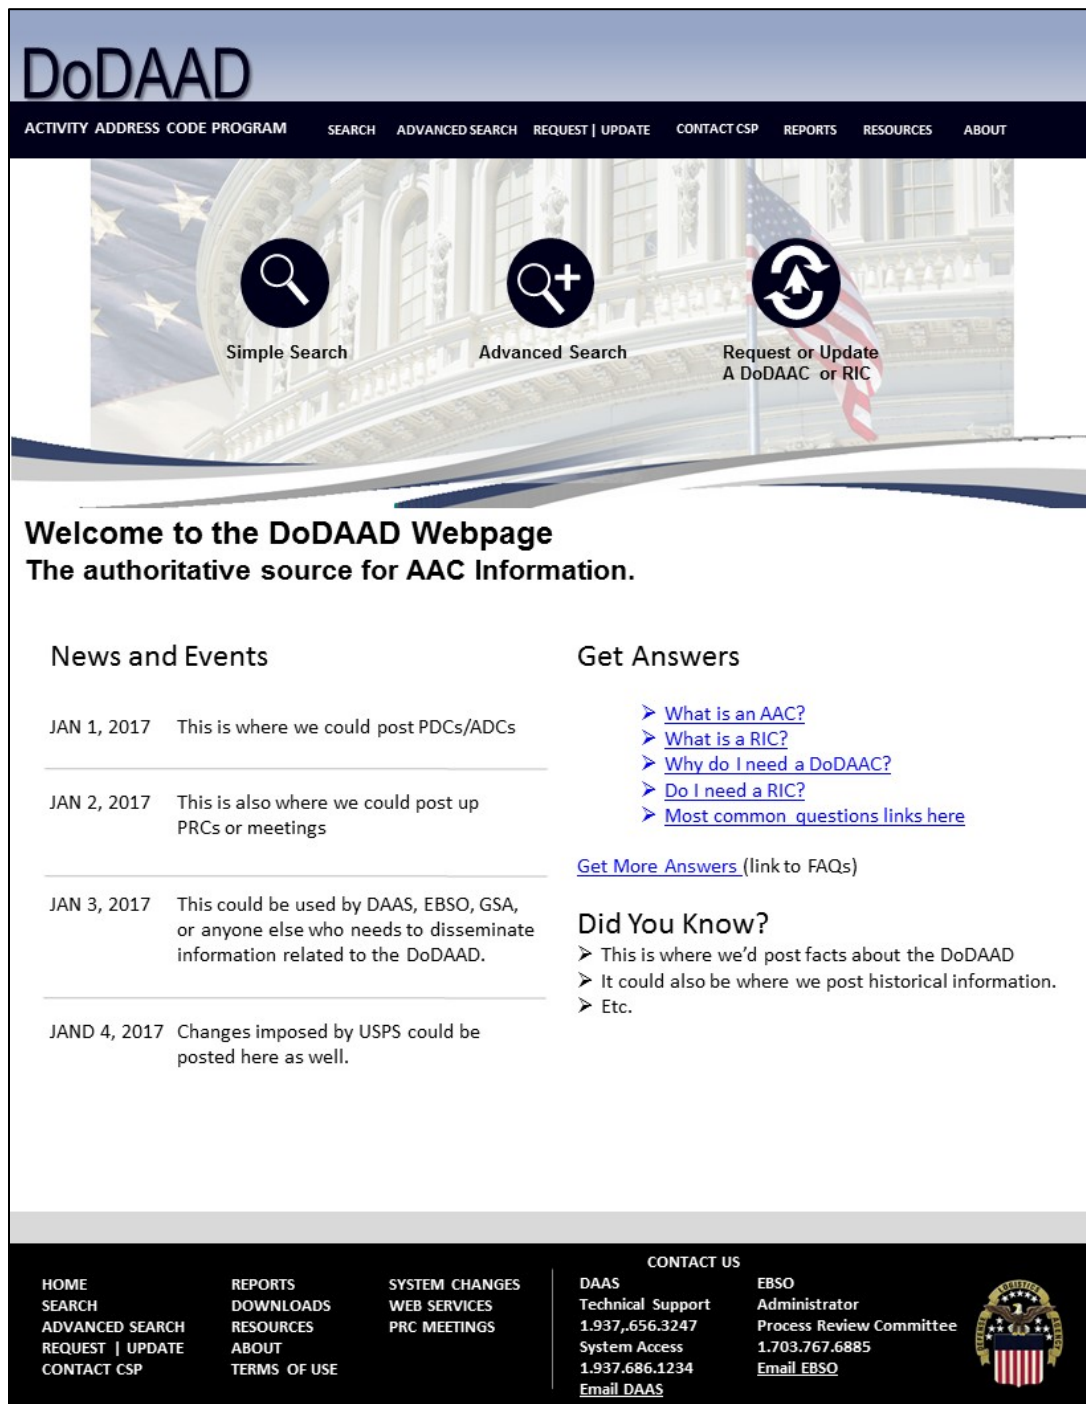 DoDAAD
ACTIVITY ADDRESS CODE PROGRAM SEARCH ADVANCED SEARCH REQUEST | UPDATE CONTACT CSP REPORTS RESOURCES ABOUT
Simple Search
Advanced Search
Request or Update
A DoDAAC or RIC
Welcome to the DoDAAD Webpage
The authoritative source for AAC Information.
News and Events
JAN 1, 2017 This is where we could post PDCs/ADCs
JAN 2, 2017 This is also where we could post up
PRCs or meetings
JAN 3, 2017 This could be used by DAAS, EBSO, GSA,
or anyone else who needs to disseminate
information related to the DoDAAD.
JAND 4, 2017 Changes imposed by USPS could be
posted here as well.
Get Answers
➢ What is an AAC?
➢ What is a RIC?
➢ Why do I need a DoDAAC?
➢ Do I need a RIC?
➢ Most common questions links here
Get More Answers (link to FAQs)
Did You Know?
➢ This is where we'd post facts about the DoDAAD
➢ It could also be where we post historical information.
➢ Etc.
HOME
SEARCH
ADVANCED SEARCH
REQUEST | UPDATE
CONTACT CSP
REPORTS
DOWNLOADS
RESOURCES
ABOUT
TERMS OF USE
SYSTEM CHANGES
WEB SERVICES
PRC MEETINGS
CONTACT US
DAAS
Technical Support
1.937,.656.3247
System Access
1.937.686.1234
Email DAAS
EBSO
Administrator
Process Review Committee
1.703.767.6885
Email EBSO
DEFENSE LOGISTICS AGENCY